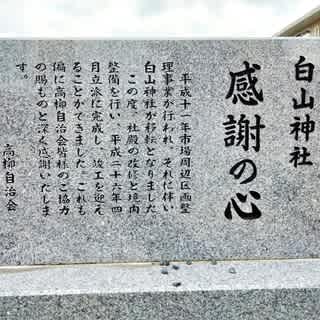 白山神社
感謝の心
平成十一年市場周辺区画整
理事業が行われ、それに伴い
白山神社が移転となりました
この度、社殿の改修と境内
整備を行い、平成二十六年四
月立派に完成し、竣工を迎え
ることができました。これも
偏に高柳自治会皆様のご協力
の賜ものと深く感謝いたしま
す。
高柳自治会